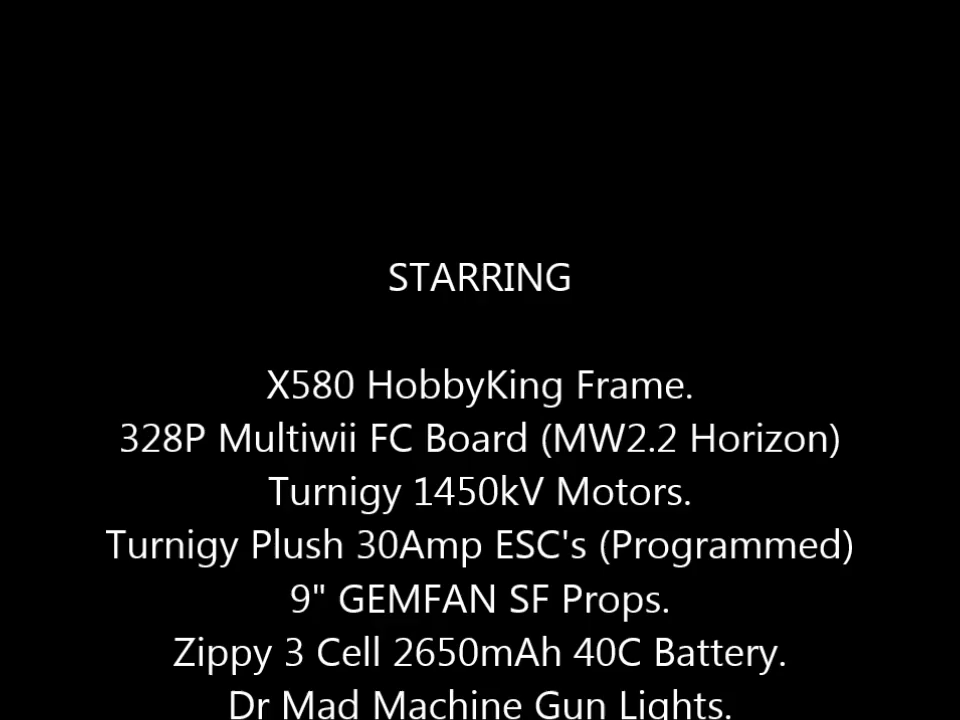 STARRING
X580 HobbyKing Frame.
328P Multiwii FC Board (MW2.2 Horizon)
Turnigy 1450kV Motors.
Turnigy Plush 30Amp ESC's (Programmed)
9" GEMFAN SF Props.
Zippy 3 Cell 2650mAh 40C Battery.
Dr Mad Machine Gun Lights.